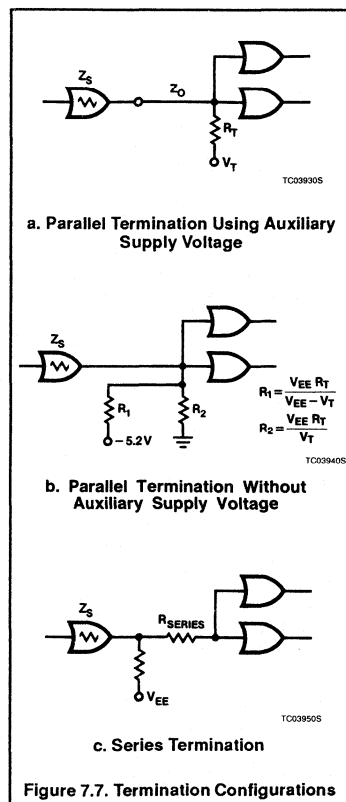 Z_S
Z_O
R_T
V_T
TC03930S
a. Parallel Termination Using Auxiliary
Supply Voltage
Z_S
R_1
R_2
−5.2V
R_1 = V_EE R_T / V_EE − V_T
R_2 = V_EE R_T / V_T
TC03940S
b. Parallel Termination Without
Auxiliary Supply Voltage
Z_S
R_SERIES
V_EE
TC03950S
c. Series Termination
Figure 7.7. Termination Configurations